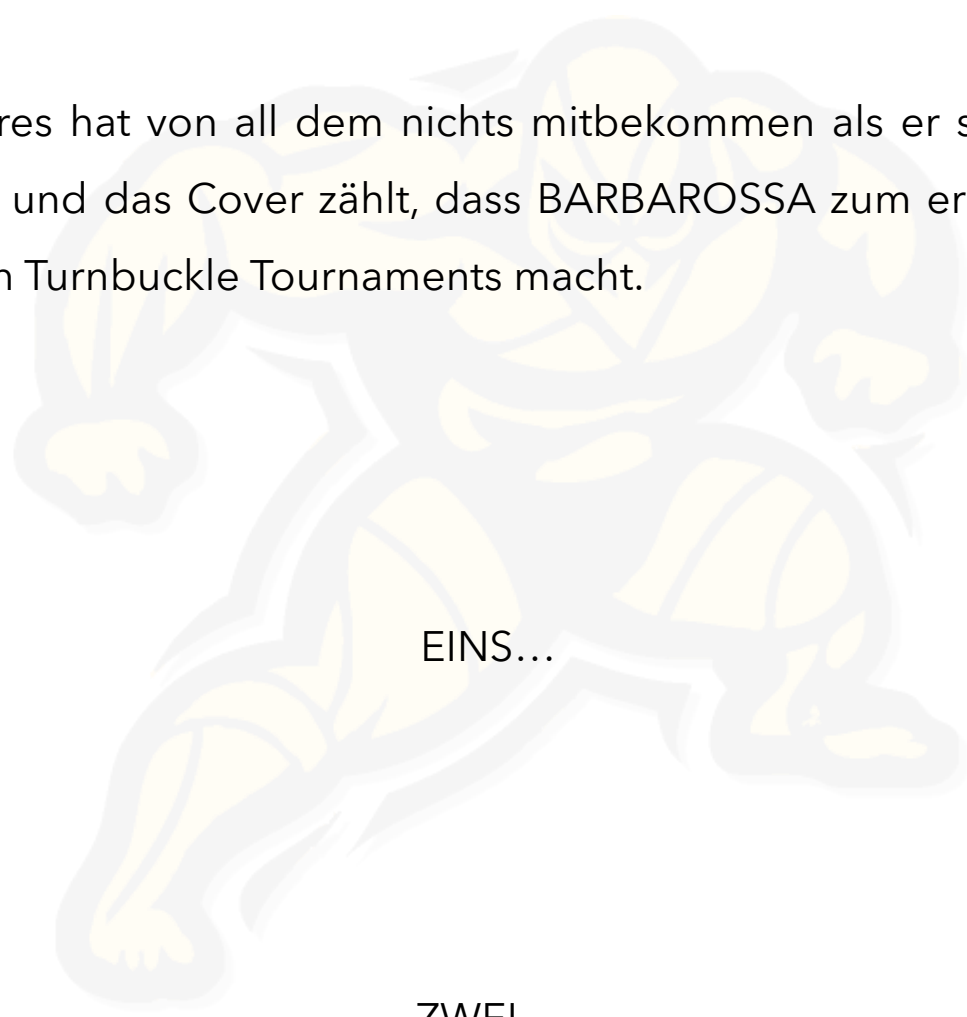 res hat von all dem nichts mitbekommen als er s
und das Cover zählt, dass BARBAROSSA zum er
n Turnbuckle Tournaments macht.
EINS...
ZWEI